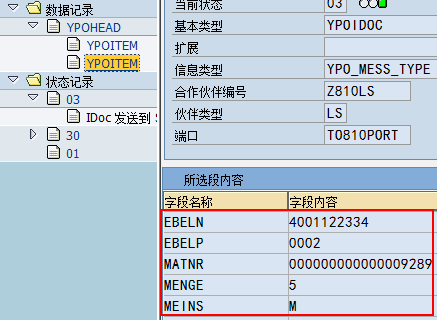 数据记录
YPOHEAD
YPOITEM
YPOITEM
状态记录
03
IDoc 发送到
30
01
当前状态 03
基本类型 YPOIDOC
扩展
信息类型 YPO_MESS_TYPE
合作伙伴编号 Z810LS
伙伴类型 LS
端口 TO810PORT
所选段内容
字段名称 字段内容
EBELN 4001122334
EBELP 0002
MATNR 000000000000009289
MENGE 5
MEINS M